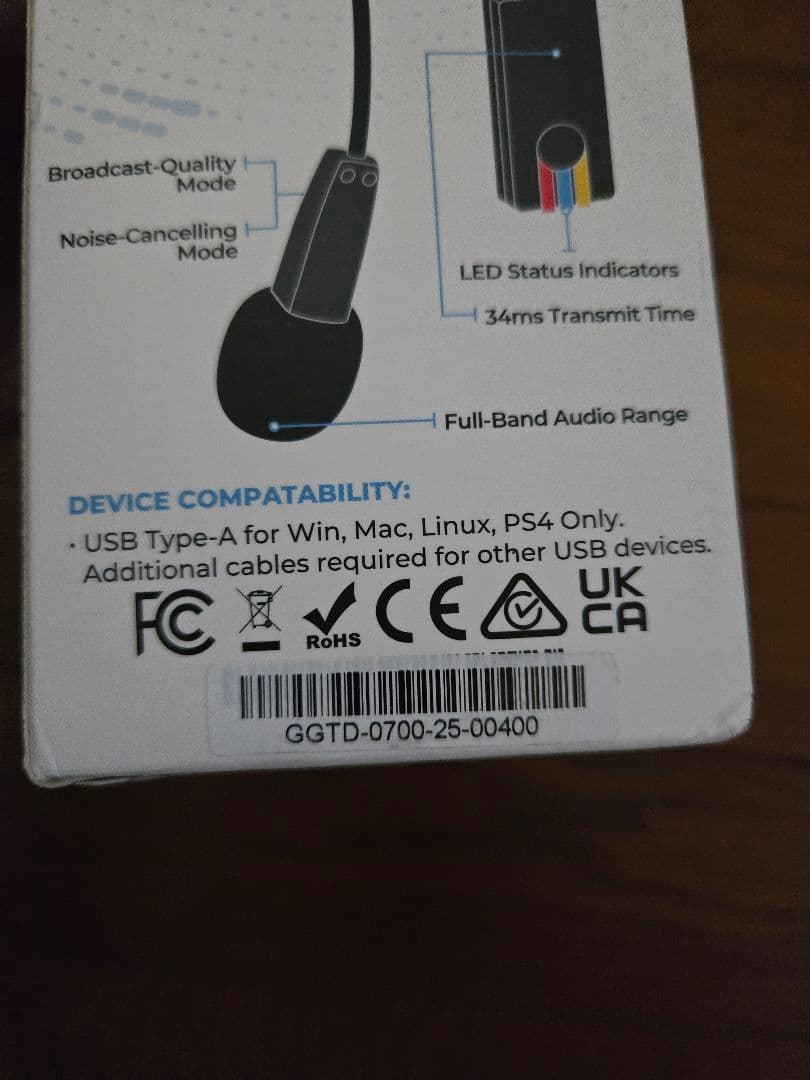 Broadcast-Quality
Mode
Noise-Cancelling
Mode
LED Status Indicators
34ms Transmit Time
Full-Band Audio Range
DEVICE COMPATABILITY:
· USB Type-A for Win, Mac, Linux, PS4 Only.
Additional cables required for other USB devices.
FC
RoHS
CE
UK
CA
GGTD-0700-25-00400